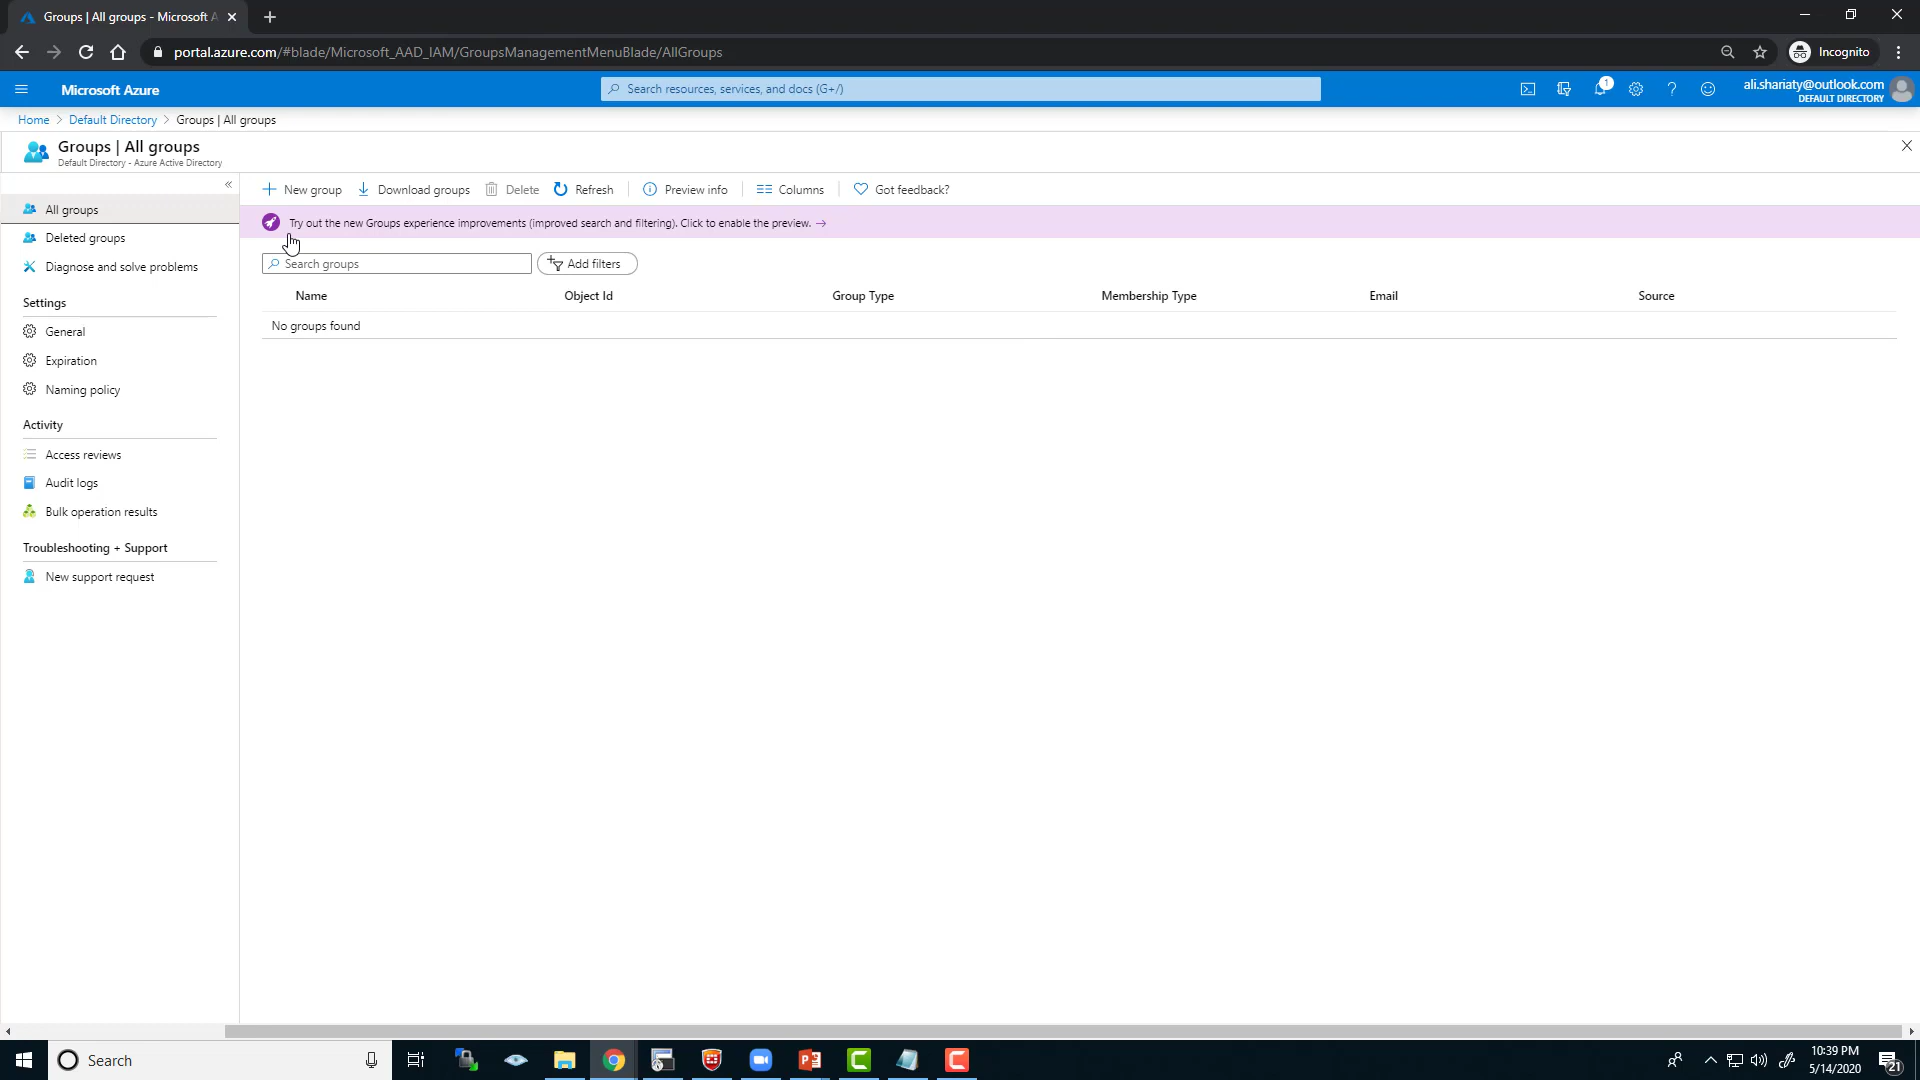 Groups | All groups - Microsoft A
portal.azure.com/#blade/Microsoft_AAD_IAM/GroupsManagementMenuBlade/AllGroups
Incognito
Microsoft Azure
Search resources, services, and docs (G+/)
1
ali.shariaty@outlook.com
DEFAULT DIRECTORY
Home > Default Directory > Groups | All groups
Groups | All groups
Default Directory - Azure Active Directory
New group
Download groups
Delete
Refresh
Preview info
Columns
Got feedback?
All groups
Deleted groups
Diagnose and solve problems
Settings
General
Expiration
Naming policy
Activity
Access reviews
Audit logs
Bulk operation results
Troubleshooting + Support
New support request
Try out the new Groups experience improvements (improved search and filtering). Click to enable the preview. →
Search groups
Add filters
Name Object Id Group Type Membership Type Email Source
No groups found
Search
10:39 PM
5/14/2020
21